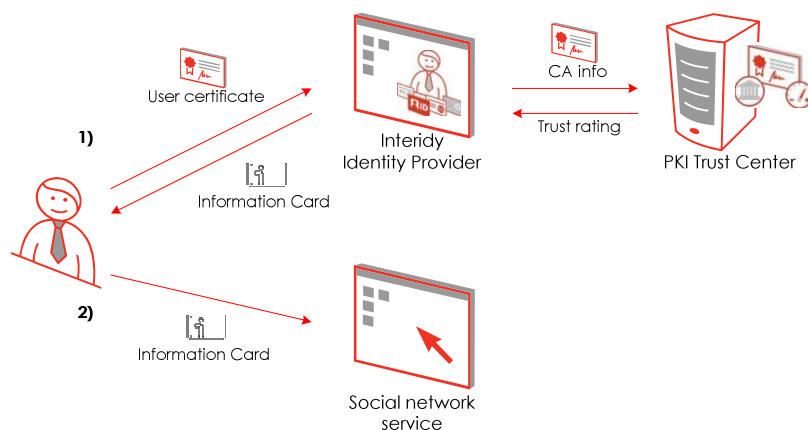 User certificate
CA info
1)
Interidy
Identity Provider
Trust rating
PKI Trust Center
Information Card
2)
Information Card
Social network
service